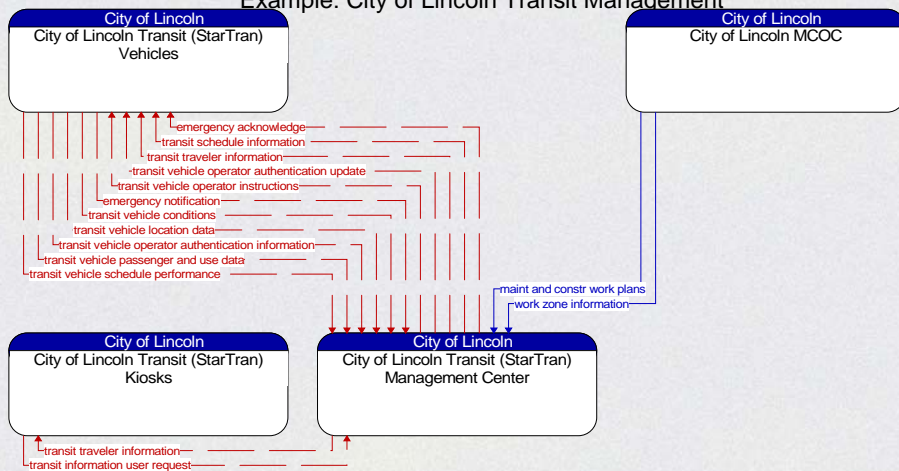 Example: City of Lincoln Transit Management
City of Lincoln
City of Lincoln Transit (StarTran)
Vehicles
City of Lincoln
City of Lincoln MCOC
emergency acknowledge
transit schedule information
transit traveler information
transit vehicle operator authentication update
transit vehicle operator instructions
emergency notification
transit vehicle conditions
transit vehicle location data
transit vehicle operator authentication information
transit vehicle passenger and use data
transit vehicle schedule performance
maint and constr work plans
work zone information
City of Lincoln
City of Lincoln Transit (StarTran)
Kiosks
City of Lincoln
City of Lincoln Transit (StarTran)
Management Center
transit traveler information
transit information user request